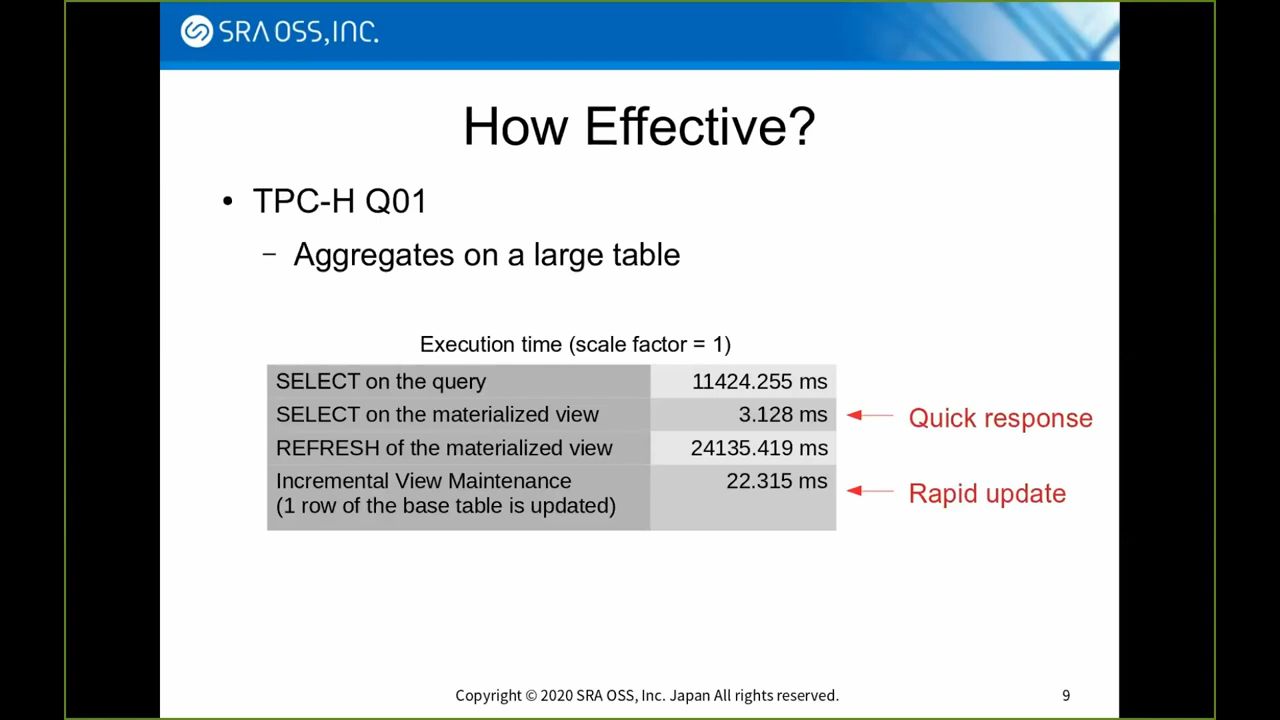 SRA OSS, INC.
How Effective?
• TPC-H Q01
– Aggregates on a large table
Execution time (scale factor = 1)
SELECT on the query 11424.255 ms
SELECT on the materialized view 3.128 ms
Quick response
REFRESH of the materialized view 24135.419 ms
Incremental View Maintenance 22.315 ms
(1 row of the base table is updated)
Rapid update
Copyright © 2020 SRA OSS, Inc. Japan All rights reserved.
9